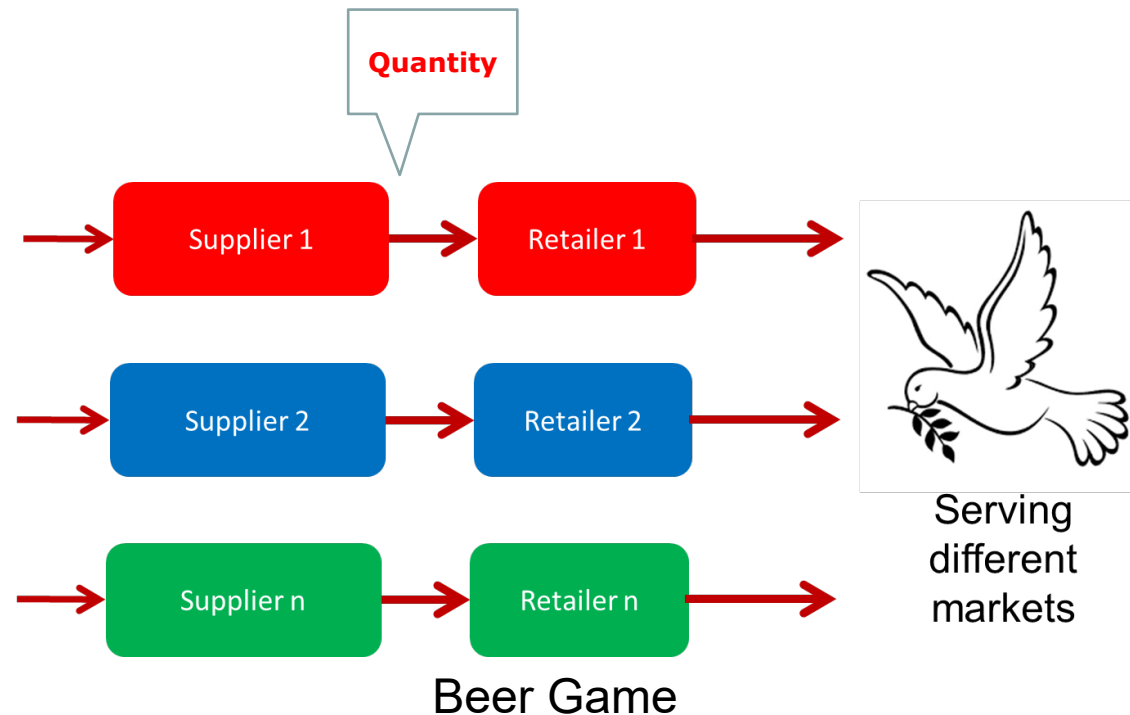 Quantity
Supplier 1
Retailer 1
Supplier 2
Retailer 2
Serving
different
markets
Supplier n
Retailer n
Beer Game